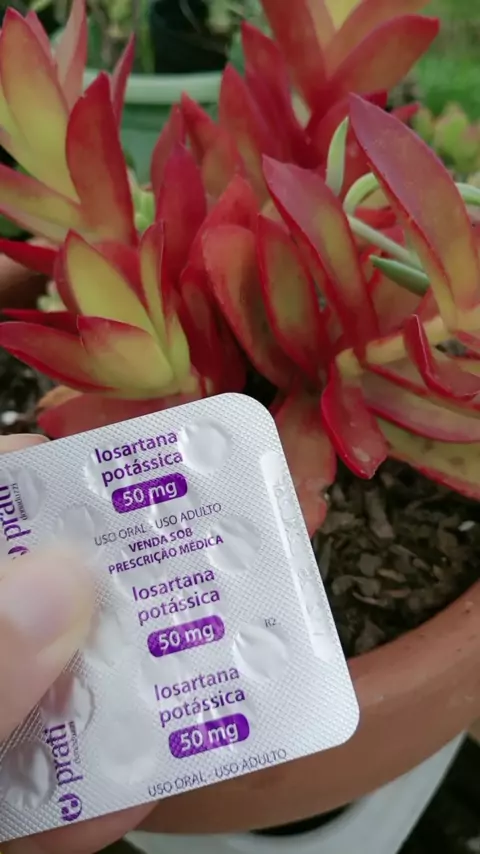 losartana
potássica
50 mg
USO ORAL - USO ADULTO
VENDA SOB
PRESCRIÇÃO MÉDICA
losartana
potássica
50 mg
losartana
potássica
50 mg
USO ORAL - USO ADULTO
prati
prati